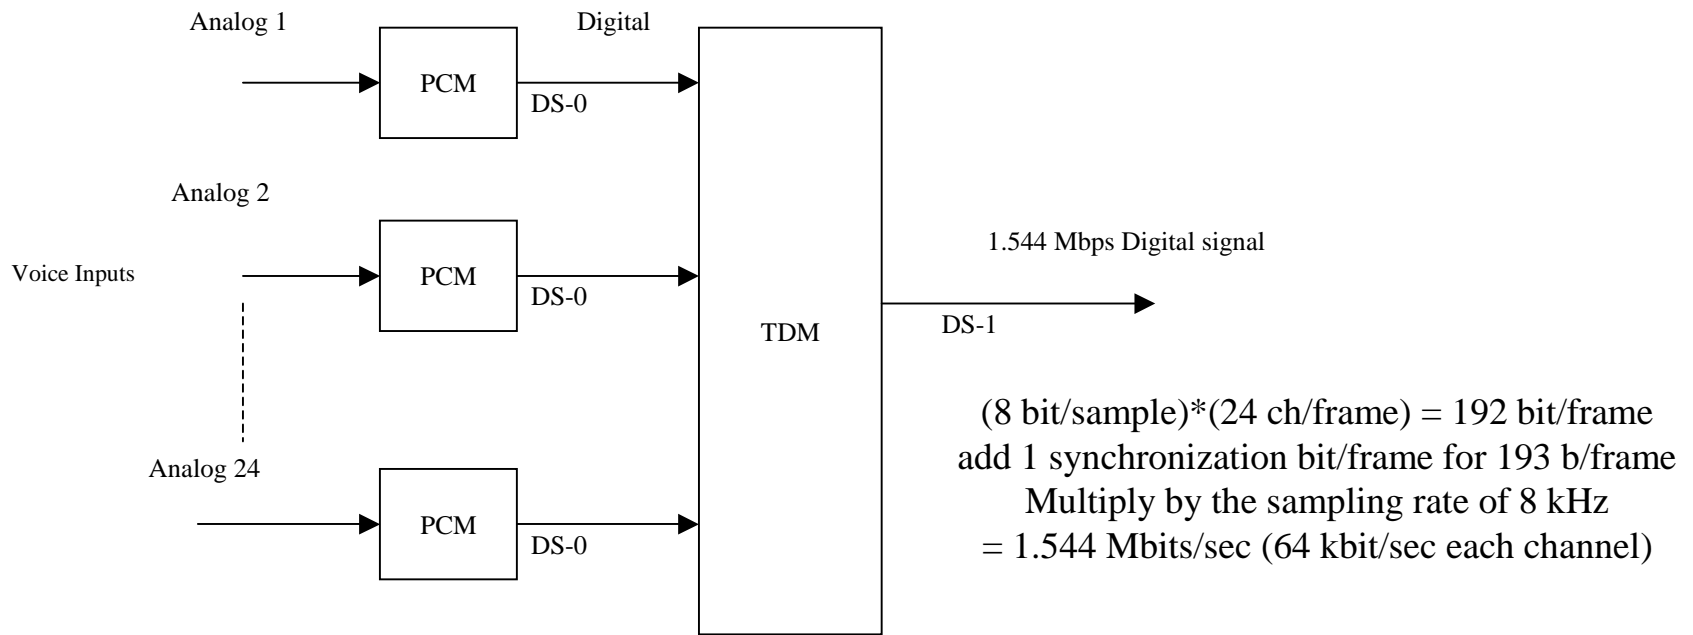 Analog 1
Digital
PCM
DS-0
Analog 2
Voice Inputs
PCM
DS-0
1.544 Mbps Digital signal
TDM
DS-1
(8 bit/sample)*(24 ch/frame) = 192 bit/frame
add 1 synchronization bit/frame for 193 b/frame
Multiply by the sampling rate of 8 kHz
= 1.544 Mbits/sec (64 kbit/sec each channel)
Analog 24
PCM
DS-0